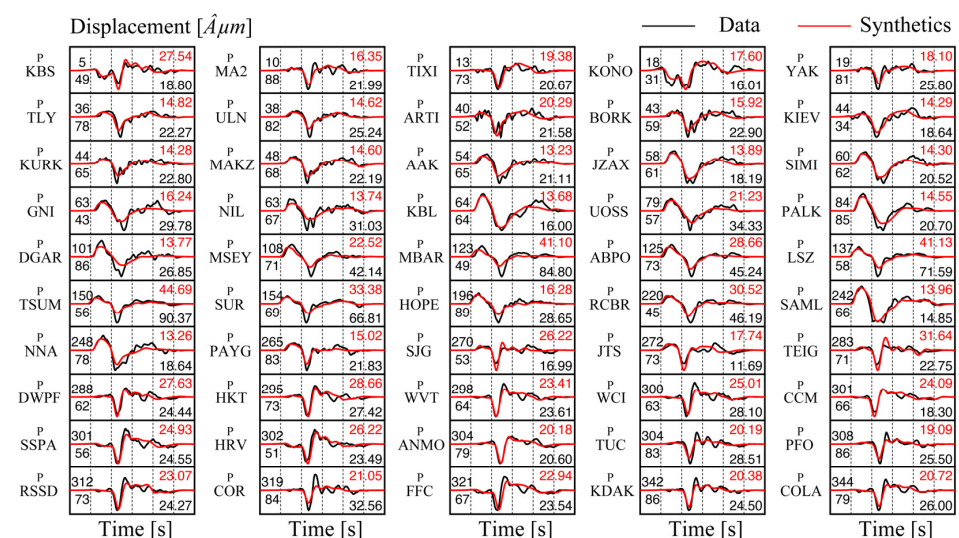 Displacement [Âµm] Data Synthetics
P 5 27.54 P 10 16.35 P 13 19.38 P 18 17.60 P 19 18.10
KBS 49 18.80 MA2 88 21.99 TIXI 73 20.67 KONO 31 16.01 YAK 81 25.80
P 36 14.82 P 38 14.62 P 40 20.29 P 43 15.92 P 44 14.29
TLY 78 22.27 ULN 82 25.24 ARTI 52 21.58 BORK 59 22.90 KIEV 34 18.64
P 44 14.28 P 48 14.60 P 54 13.23 P 58 13.89 P 60 14.30
KURK 65 22.80 MAKZ 68 22.19 AAK 65 21.11 JZAX 61 18.19 SIMI 62 20.52
P 63 16.24 P 63 13.74 P 64 13.68 P 79 21.23 P 84 14.55
GNI 43 29.78 NIL 67 31.03 KBL 64 16.00 UOSS 57 34.33 PALK 85 20.70
P 101 13.77 P 108 22.52 P 123 41.10 P 125 28.66 P 137 41.13
DGAR 86 26.85 MSEY 71 42.14 MBAR 49 84.80 ABPO 73 45.24 LSZ 58 71.59
P 150 44.69 P 154 33.38 P 196 16.28 P 220 30.52 P 242 13.96
TSUM 56 90.37 SUR 69 66.81 HOPE 89 28.65 RCBR 45 46.19 SAML 66 14.85
P 248 13.26 P 265 15.02 P 270 26.22 P 272 17.74 P 283 31.64
NNA 78 18.64 PAYG 83 21.83 SJG 53 16.99 JTS 73 11.69 TEIG 71 22.75
P 288 27.63 P 295 28.66 P 298 23.41 P 300 25.01 P 301 24.09
DWPF 62 24.44 HKT 73 27.42 WVT 64 23.61 WCI 63 28.10 CCM 66 18.30
P 301 24.93 P 302 26.22 P 304 20.18 P 304 20.19 P 308 19.09
SSPA 56 24.55 HRV 51 23.49 ANMO 79 20.60 TUC 83 28.51 PFO 86 25.50
P 312 23.07 P 319 21.05 P 321 22.94 P 342 20.38 P 344 20.72
RSSD 73 24.27 COR 84 32.56 FFC 67 23.54 KDAK 86 24.50 COLA 79 26.00
Time [s] Time [s] Time [s] Time [s] Time [s]